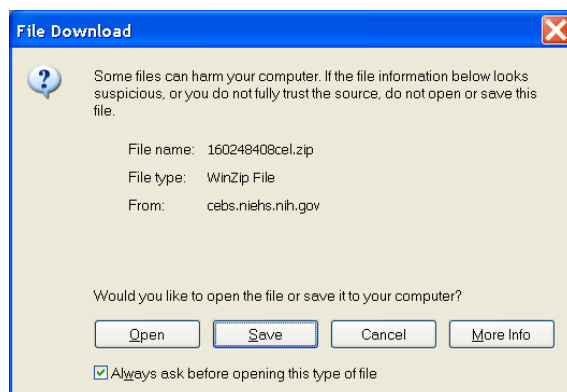 File Download
Some files can harm your computer. If the file information below looks
suspicious, or you do not fully trust the source, do not open or save this
file.
File name: 160248408cel.zip
File type: WinZip File
From: cebs.niehs.nih.gov
Would you like to open the file or save it to your computer?
Open Save Cancel More Info
Always ask before opening this type of file